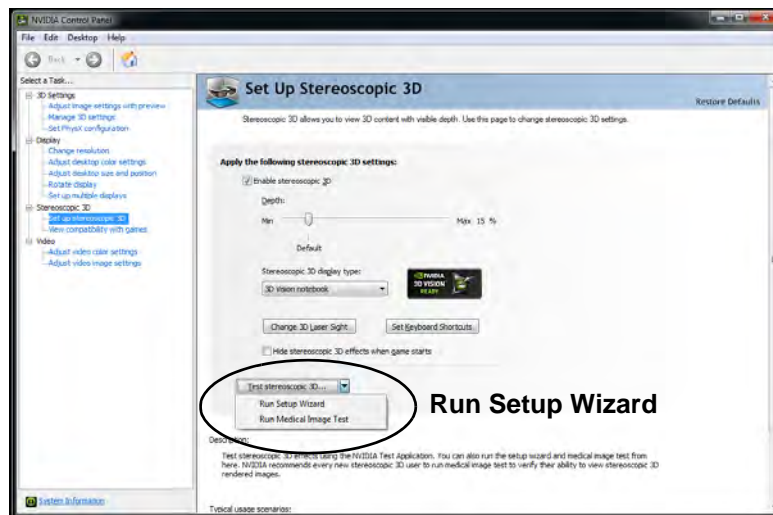 NVIDIA Control Panel
File Edit Desktop Help
Back
Select a Task...
3D Settings
Adjust image settings with preview
Manage 3D settings
Set PhysX configuration
Display
Change resolution
Adjust desktop color settings
Adjust desktop size and position
Rotate display
Set up multiple displays
Stereoscopic 3D
Set up stereoscopic 3D
View compatibility with games
Video
Adjust video color settings
Adjust video image settings
System Information
Set Up Stereoscopic 3D
Restore Defaults
Stereoscopic 3D allows you to view 3D content with visible depth. Use this page to change stereoscopic 3D settings.
Apply the following stereoscopic 3D settings:
Enable stereoscopic 3D
Depth:
Min Max 15 %
Default
Stereoscopic 3D display type:
3D Vision notebook
NVIDIA
3D VISION
READY
Change 3D Laser Sight Set Keyboard Shortcuts
Hide stereoscopic 3D effects when game starts
Test stereoscopic 3D...
Run Setup Wizard
Run Medical Image Test
Run Setup Wizard
Description:
Test stereoscopic 3D effects using the NVIDIA Test Application. You can also run the setup wizard and medical image test from
here. NVIDIA recommends every new stereoscopic 3D user to run medical image test to verify their ability to view stereoscopic 3D
rendered images.
Typical usage scenarios: